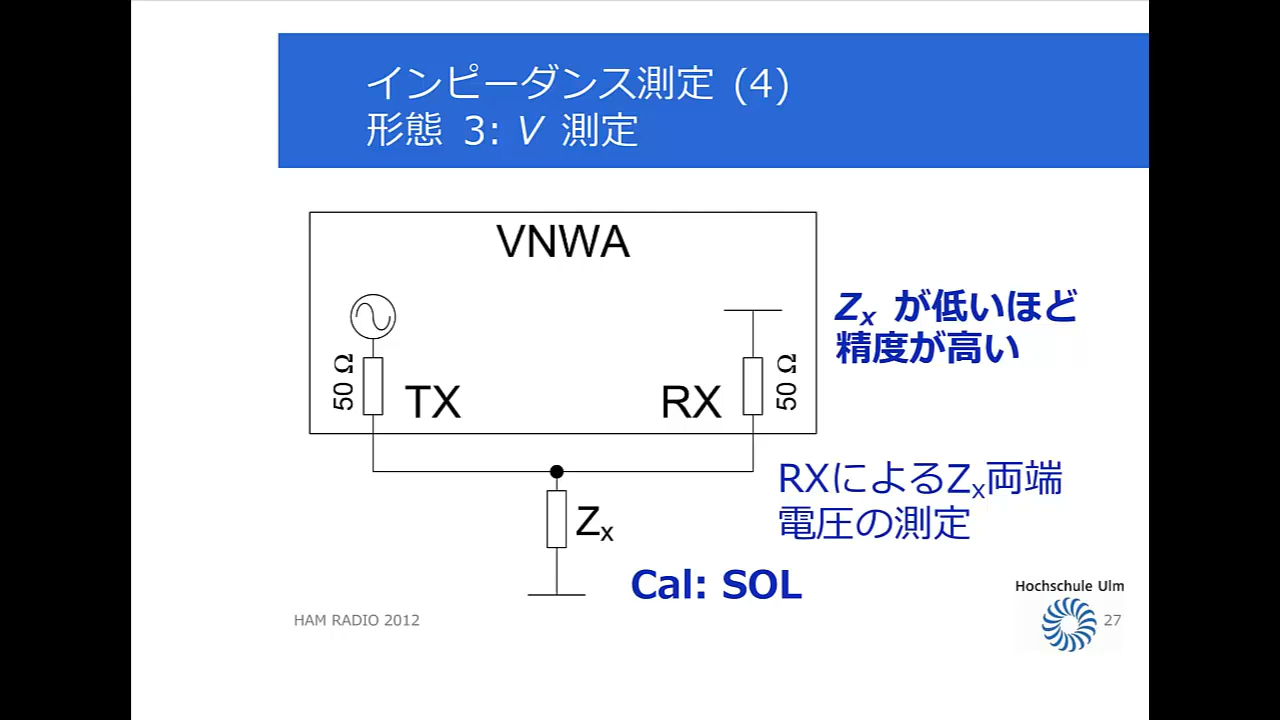 インピーダンス測定 (4)
形態 3: V 測定
VNWA
Zx が低いほど
精度が高い
50 Ω
TX
RX
50 Ω
RXによるZx両端
電圧の測定
Zx
Cal: SOL
Hochschule Ulm
HAM RADIO 2012
27